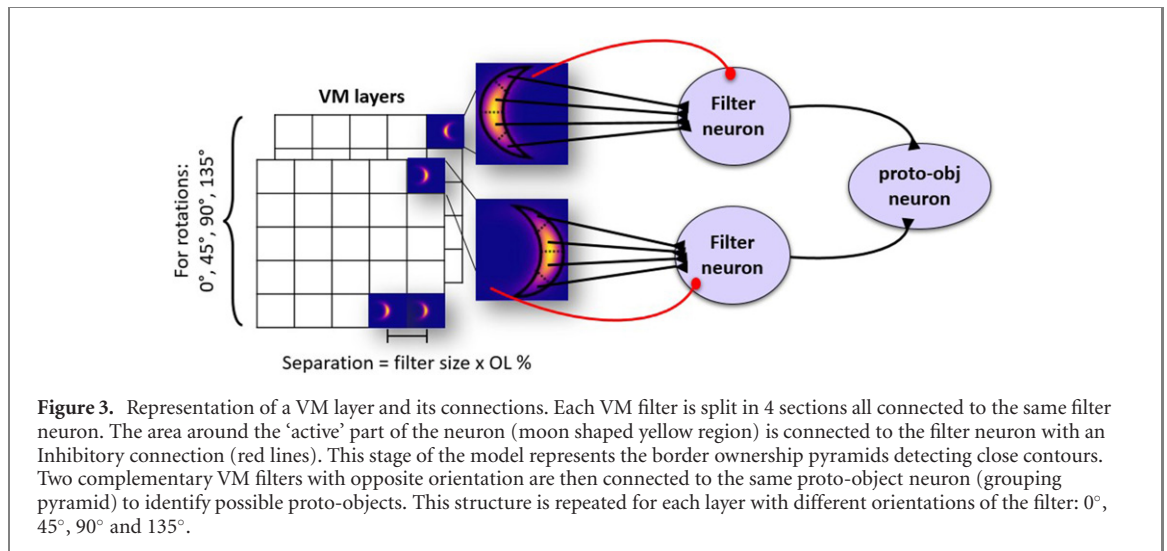 VM layers
For rotations:
0°, 45°, 90°, 135°
Filter
neuron
proto-obj
neuron
Filter
neuron
Separation = filter size x OL %
Figure 3. Representation of a VM layer and its connections. Each VM filter is split in 4 sections all connected to the same filter
neuron. The area around the ‘active’ part of the neuron (moon shaped yellow region) is connected to the filter neuron with an
Inhibitory connection (red lines). This stage of the model represents the border ownership pyramids detecting close contours.
Two complementary VM filters with opposite orientation are then connected to the same proto-object neuron (grouping
pyramid) to identify possible proto-objects. This structure is repeated for each layer with different orientations of the filter: 0°,
45°, 90° and 135°.